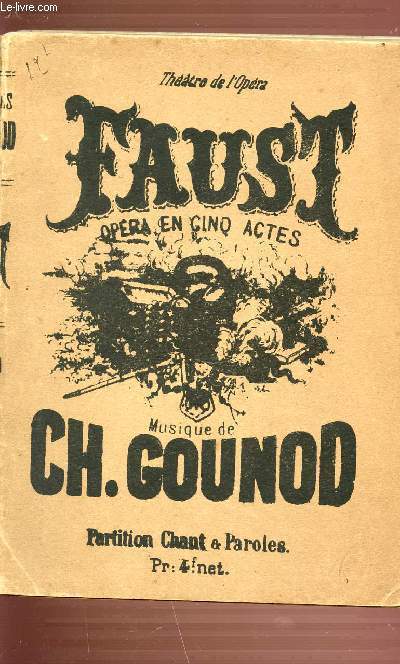 Le-livre.com
Théâtre de l'Opéra
FAUST
OPÉRA EN CINQ ACTES
Musique de
CH. GOUNOD
Partition Chant & Paroles.
Pr: 4f net.